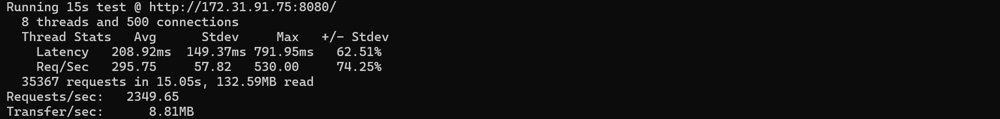 Running 15s test @ http://172.31.91.75:8080/
  8 threads and 500 connections
  Thread Stats   Avg      Stdev     Max   +/- Stdev
    Latency   208.92ms  149.37ms 791.95ms   62.51%
    Req/Sec   295.75     57.82   530.00     74.25%
  35367 requests in 15.05s, 132.59MB read
Requests/sec:   2349.65
Transfer/sec:      8.81MB